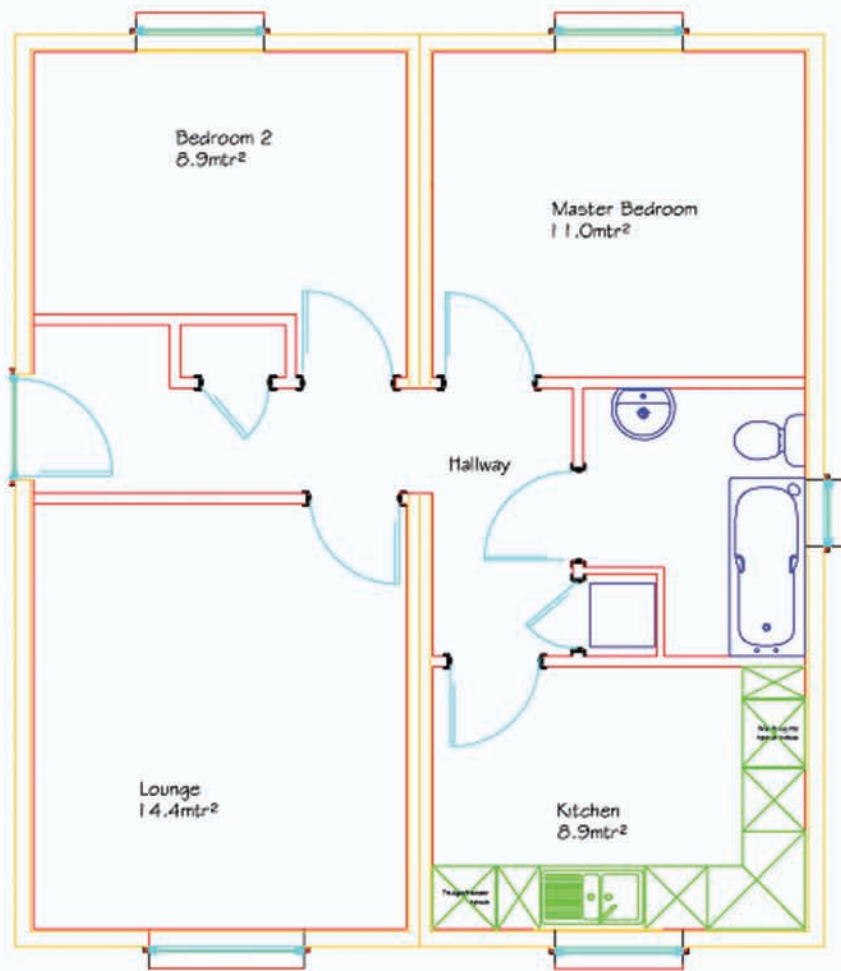 Bedroom 2
8.9mtr²
Master Bedroom
11.0mtr²
Hallway
Lounge
14.4mtr²
Kitchen
8.9mtr²